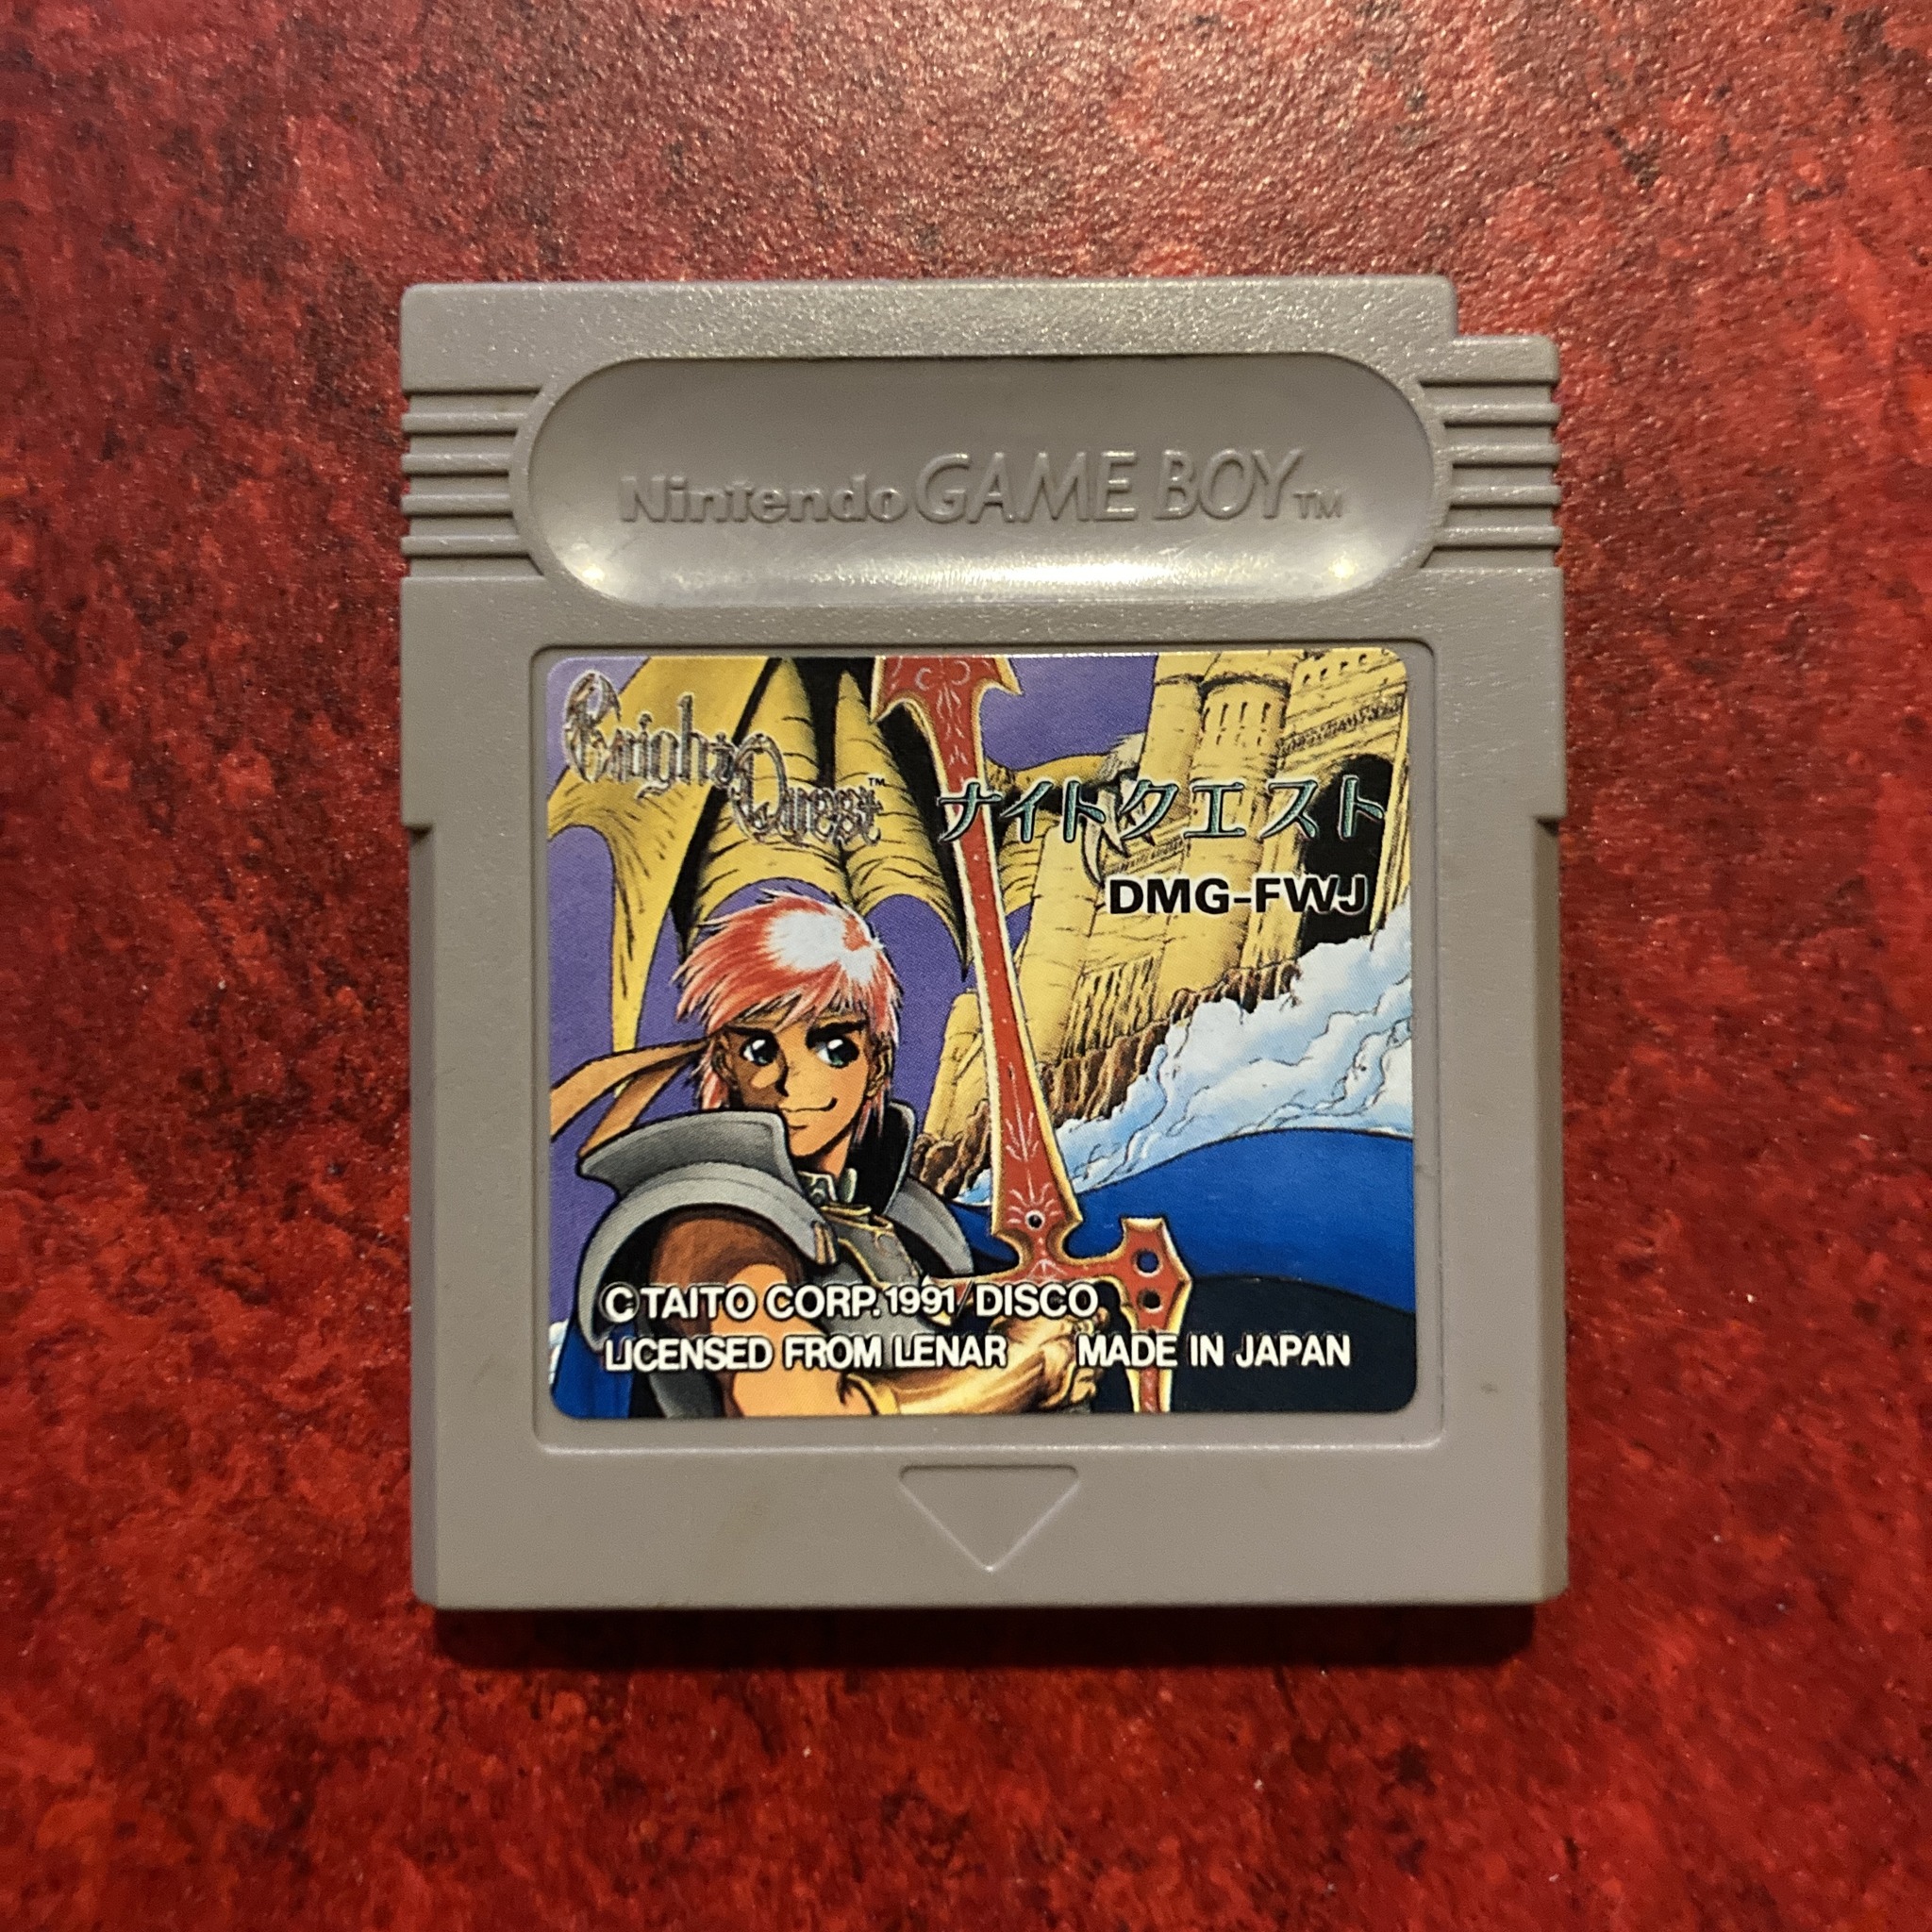 Nintendo GAME BOY™
Knight
Quest™
ナイトクエスト
DMG-FWJ
©TAITO CORP. 1991/DISCO
LICENSED FROM LENAR MADE IN JAPAN